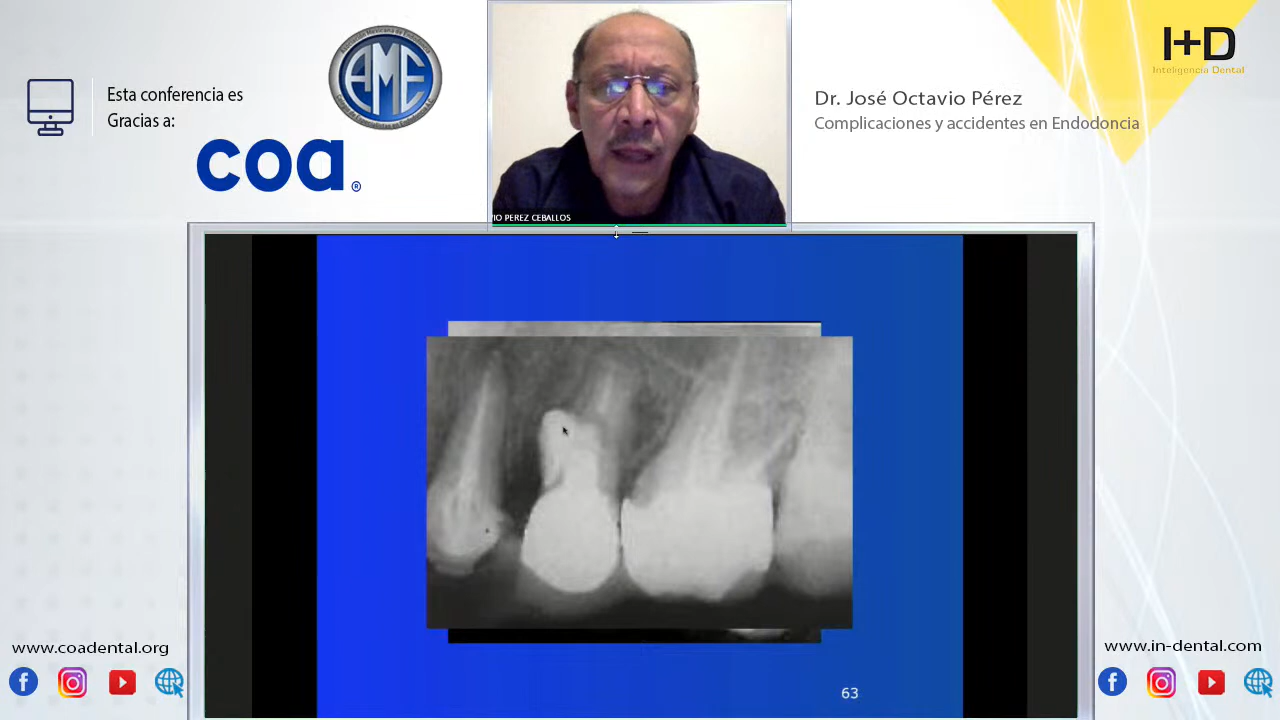 Esta conferencia es
Gracias a:
AME
coa®
IO PEREZ CEBALLOS
Dr. José Octavio Pérez
Complicaciones y accidentes en Endodoncia
I+D
Inteligencia Dental
63
www.coadental.org
www.in-dental.com